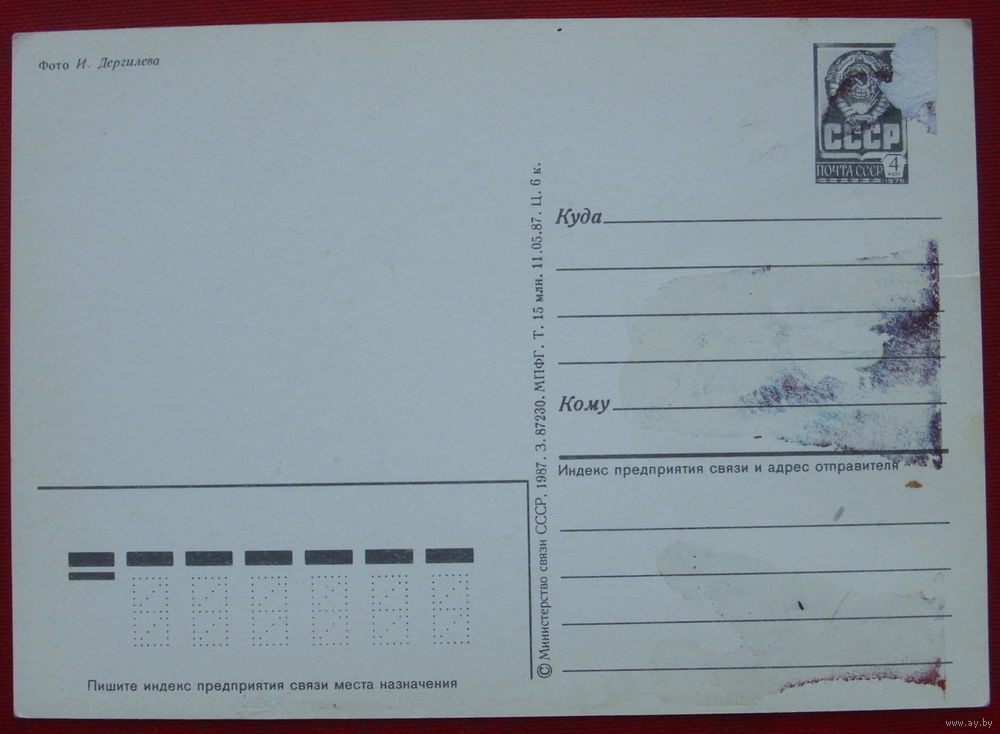 Фото И. Дергилева
СССР
ПОЧТА СССР
4
коп
1976
Куда
Кому
Индекс предприятия связи и адрес отправителя
© Министерство связи СССР, 1987. З. 87230. МПФГ. Т. 15 млн. 11.05.87. Ц. 6 к.
Пишите индекс предприятия связи места назначения
www.ay.by